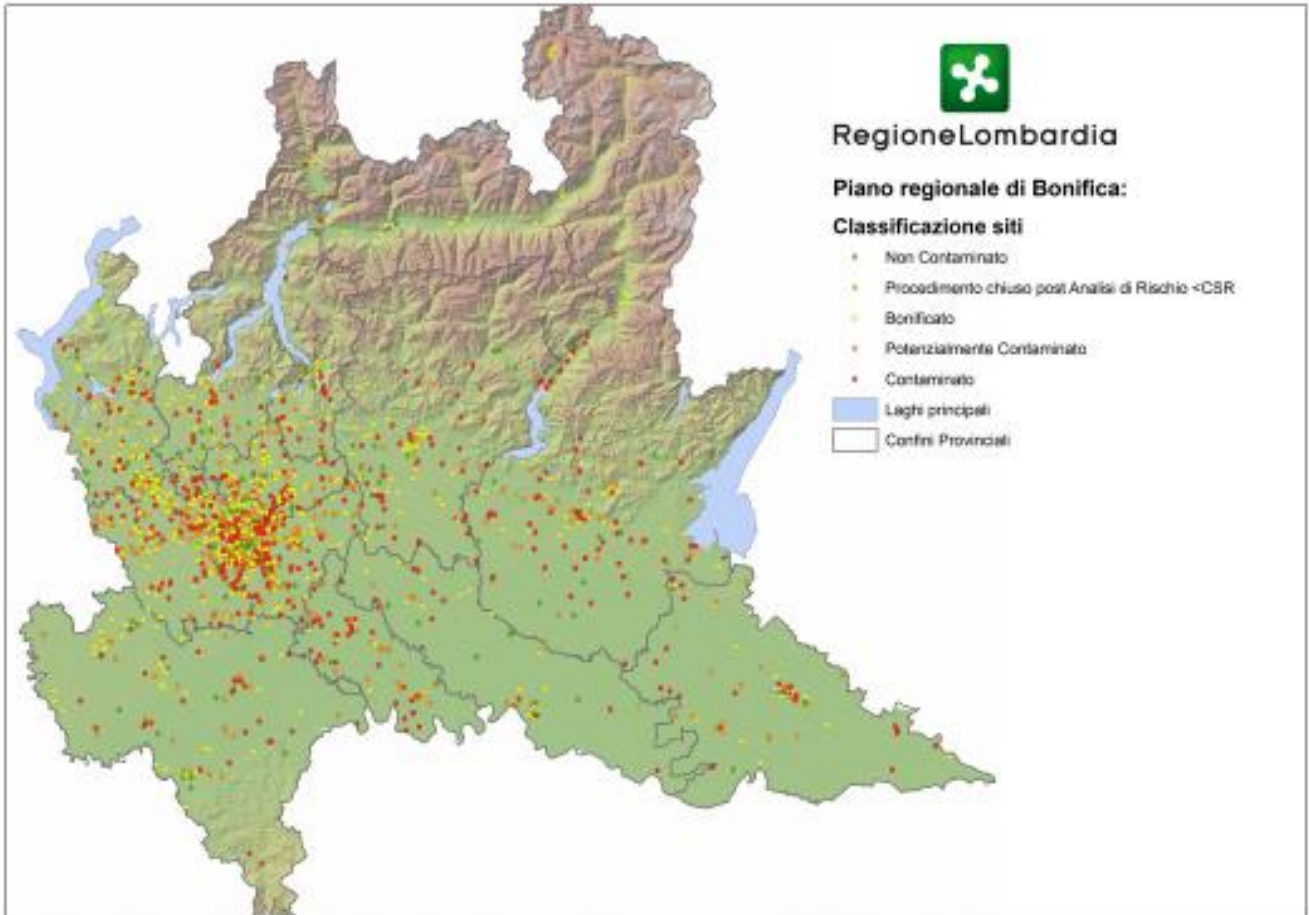 RegioneLombardia
Piano regionale di Bonifica:
Classificazione siti
Non Contaminato
Procedimento chiuso post Analisi di Rischio <CSR
Bonificato
Potenzialmente Contaminato
Contaminato
Laghi principali
Confini Provinciali